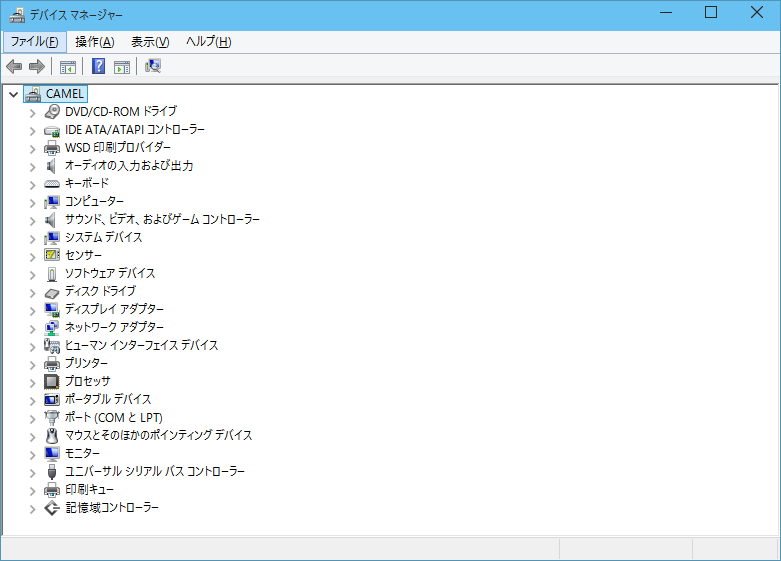 デバイス マネージャー
ファイル(F) 操作(A) 表示(V) ヘルプ(H)
CAMEL
DVD/CD-ROM ドライブ
IDE ATA/ATAPI コントローラー
WSD 印刷プロバイダー
オーディオの入力および出力
キーボード
コンピューター
サウンド、ビデオ、およびゲーム コントローラー
システム デバイス
センサー
ソフトウェア デバイス
ディスク ドライブ
ディスプレイ アダプター
ネットワーク アダプター
ヒューマン インターフェイス デバイス
プリンター
プロセッサ
ポータブル デバイス
ポート (COM と LPT)
マウスとそのほかのポインティング デバイス
モニター
ユニバーサル シリアル バス コントローラー
印刷キュー
記憶域コントローラー